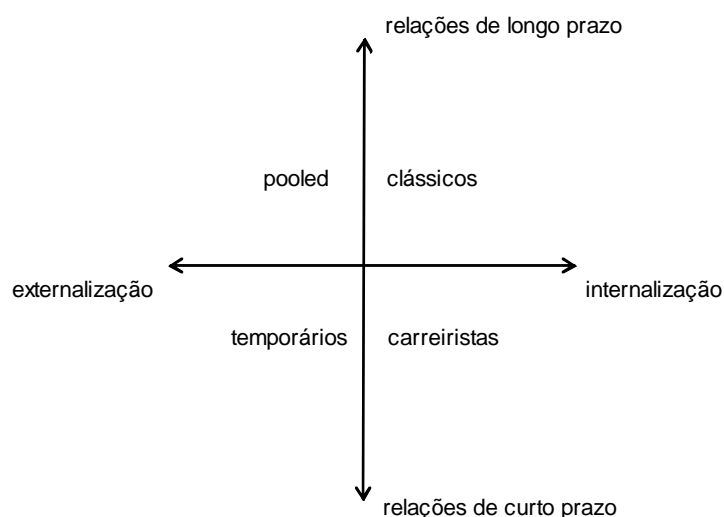 relações de longo prazo
pooled clássicos
externalização internalização
temporários carreiristas
relações de curto prazo